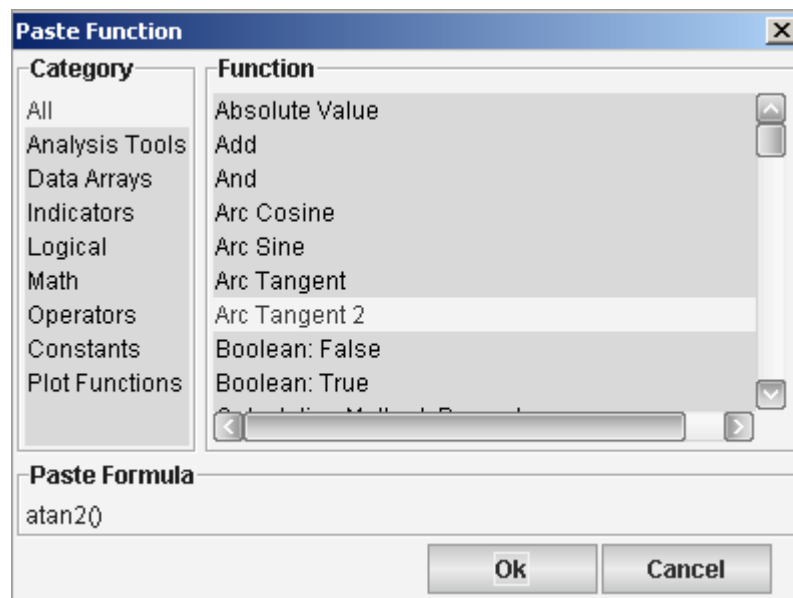 Paste Function
Category
All
Analysis Tools
Data Arrays
Indicators
Logical
Math
Operators
Constants
Plot Functions
Function
Absolute Value
Add
And
Arc Cosine
Arc Sine
Arc Tangent
Arc Tangent 2
Boolean: False
Boolean: True
Paste Formula
atan2()
Ok
Cancel